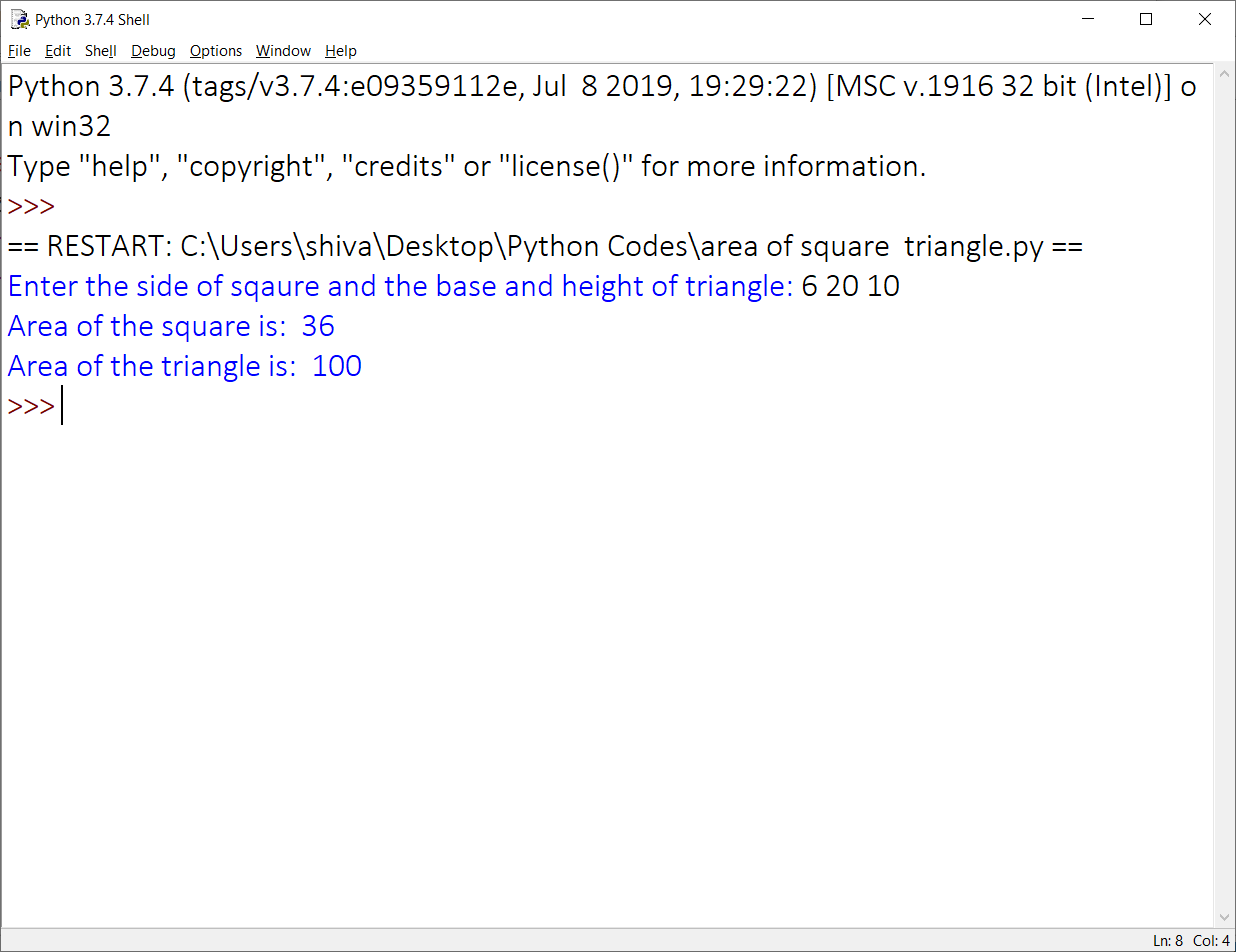 Python 3.7.4 Shell
File Edit Shell Debug Options Window Help
Python 3.7.4 (tags/v3.7.4:e09359112e, Jul  8 2019, 19:29:22) [MSC v.1916 32 bit (Intel)] o
n win32
Type "help", "copyright", "credits" or "license()" for more information.
>>>
== RESTART: C:\Users\shiva\Desktop\Python Codes\area of square  triangle.py ==
Enter the side of sqaure and the base and height of triangle: 6 20 10
Area of the square is:  36
Area of the triangle is:  100
>>>
Ln: 8 Col: 4